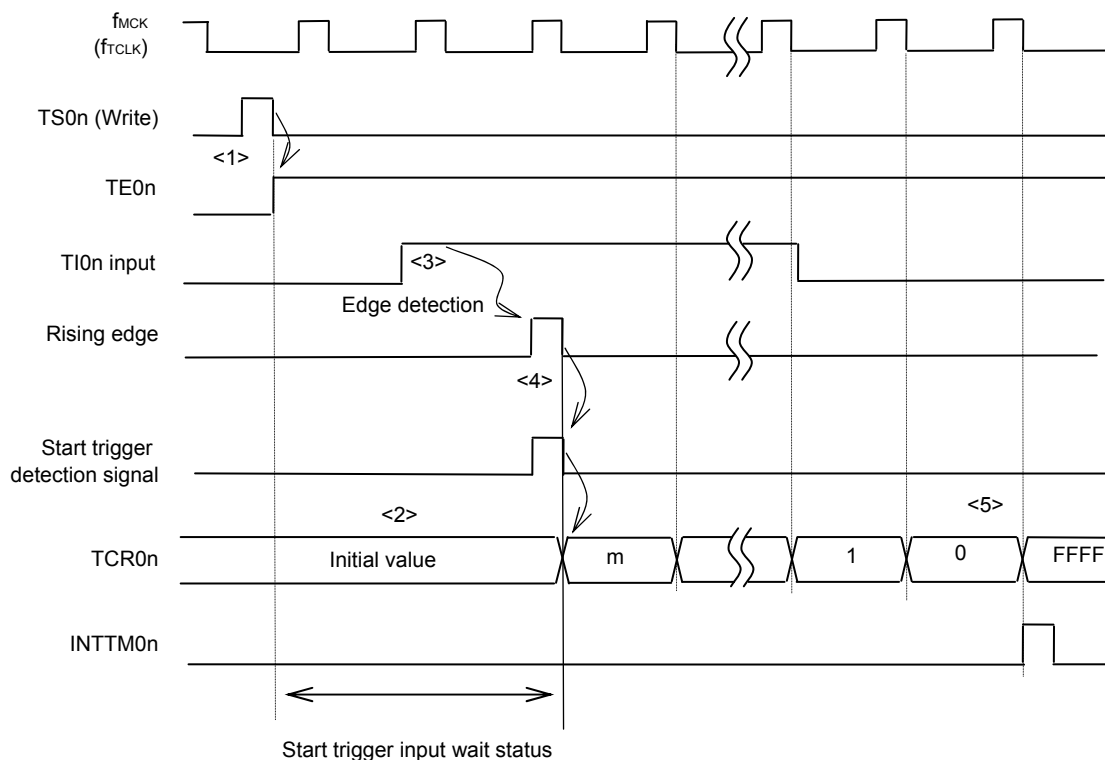 fMCK
(fTCLK)
TS0n (Write)
<1>
TE0n
TI0n input
<3>
Edge detection
Rising edge
<4>
Start trigger
detection signal
<2>
<5>
TCR0n
Initial value
m
1
0
FFFF
INTTM0n
Start trigger input wait status